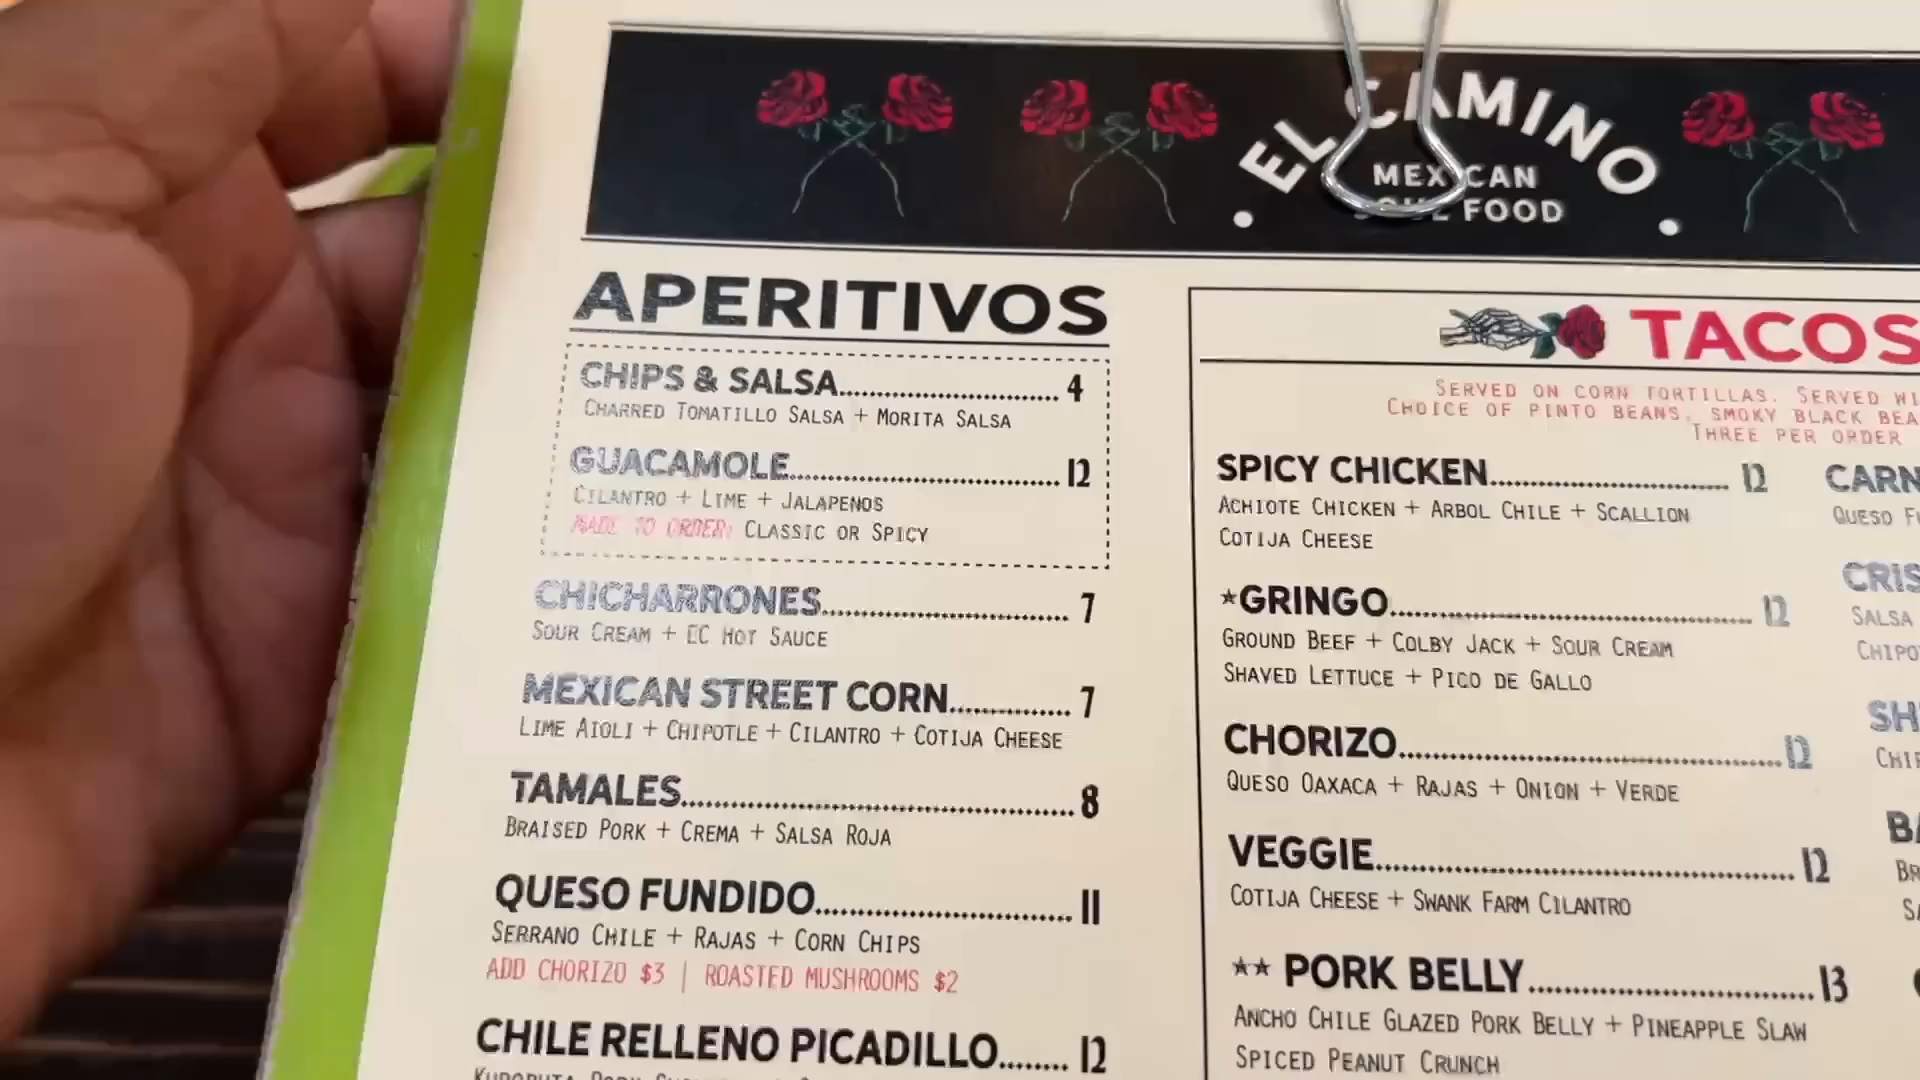 EL CAMINO
MEXICAN
SOUL FOOD
APERITIVOS
CHIPS & SALSA 4
CHARRED TOMATILLO SALSA + MORITA SALSA
GUACAMOLE 12
CILANTRO + LIME + JALAPENOS
MADE TO ORDER: CLASSIC OR SPICY
CHICHARRONES 7
SOUR CREAM + EC HOT SAUCE
MEXICAN STREET CORN 7
LIME AIOLI + CHIPOTLE + CILANTRO + COTIJA CHEESE
TAMALES 8
BRAISED PORK + CREMA + SALSA ROJA
QUESO FUNDIDO 11
SERRANO CHILE + RAJAS + CORN CHIPS
ADD CHORIZO $3 | ROASTED MUSHROOMS $2
CHILE RELLENO PICADILLO 12
TACOS
SERVED ON CORN TORTILLAS. SERVED
CHOICE OF PINTO BEANS, SMOKY BLACK
THREE PER ORDER
SPICY CHICKEN 12
ACHIOTE CHICKEN + ARBOL CHILE + SCALLION
COTIJA CHEESE
*GRINGO 12
GROUND BEEF + COLBY JACK + SOUR CREAM
SHAVED LETTUCE + PICO DE GALLO
CHORIZO 12
QUESO OAXACA + RAJAS + ONION + VERDE
VEGGIE 12
COTIJA CHEESE + SWANK FARM CILANTRO
** PORK BELLY 13
ANCHO CHILE GLAZED PORK BELLY + PINEAPPLE SLAW
SPICED PEANUT CRUNCH
QUESO
SALSA